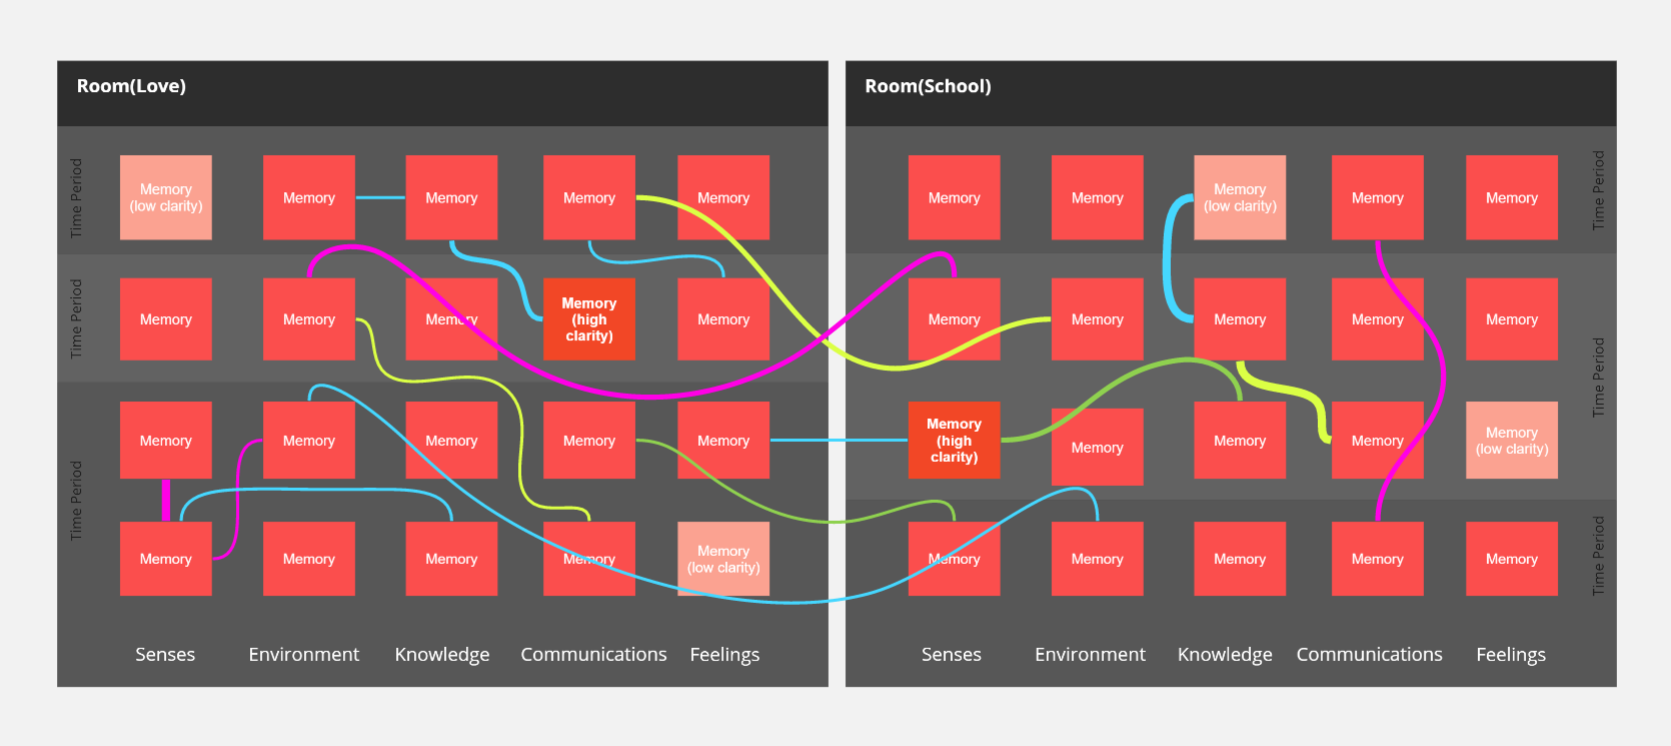 Room(Love)
Time Period
Memory
(low clarity)
Memory
Memory
Memory
Memory
Time Period
Memory
Memory
Memory
Memory
(high
clarity)
Memory
Time Period
Memory
Memory
Memory
Memory
Memory
Memory
Memory
Memory
Memory
Memory
(low clarity)
Senses
Environment
Knowledge
Communications
Feelings
Room(School)
Memory
Memory
Memory
(low clarity)
Memory
Memory
Time Period
Memory
Memory
Memory
Memory
Memory
Time Period
Memory
(high
clarity)
Memory
Memory
Memory
Memory
(low clarity)
Memory
Memory
Memory
Memory
Memory
Time Period
Senses
Environment
Knowledge
Communications
Feelings